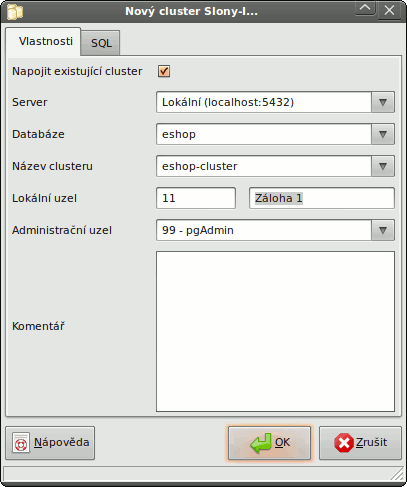 Nový cluster Slony-I...
Vlastnosti SQL
Napojit existující cluster
Server Lokální (localhost:5432)
Databáze eshop
Název clusteru eshop-cluster
Lokální uzel 11 Záloha 1
Administrační uzel 99 - pgAdmin
Komentář
Nápověda OK Zrušit